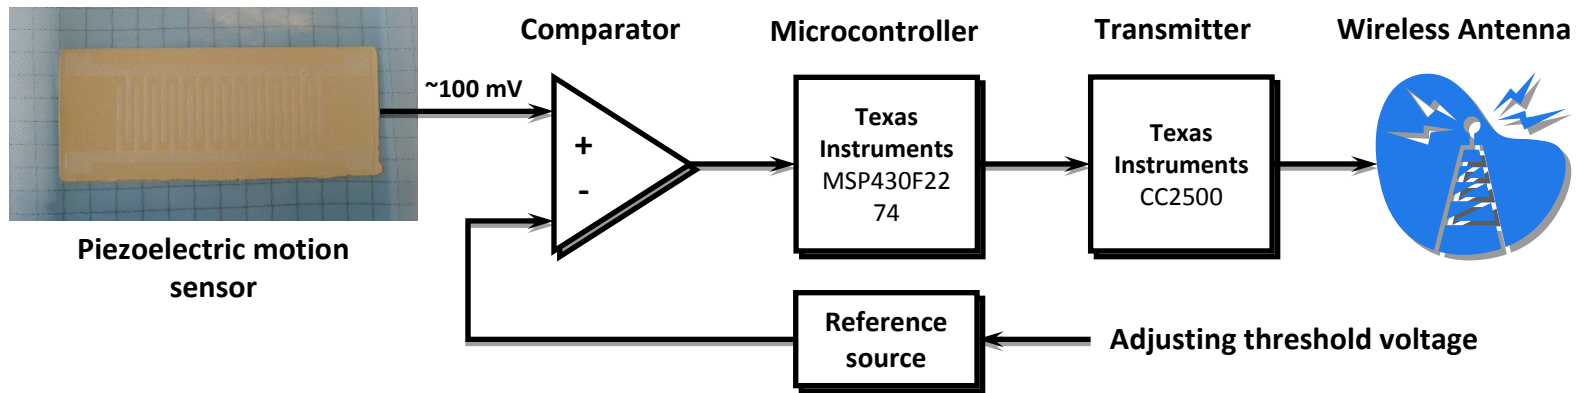 Comparator
Microcontroller
Transmitter
Wireless Antenna
~100 mV
+
-
Texas
Instruments
MSP430F22
74
Texas
Instruments
CC2500
Piezoelectric motion
sensor
Reference
source
Adjusting threshold voltage